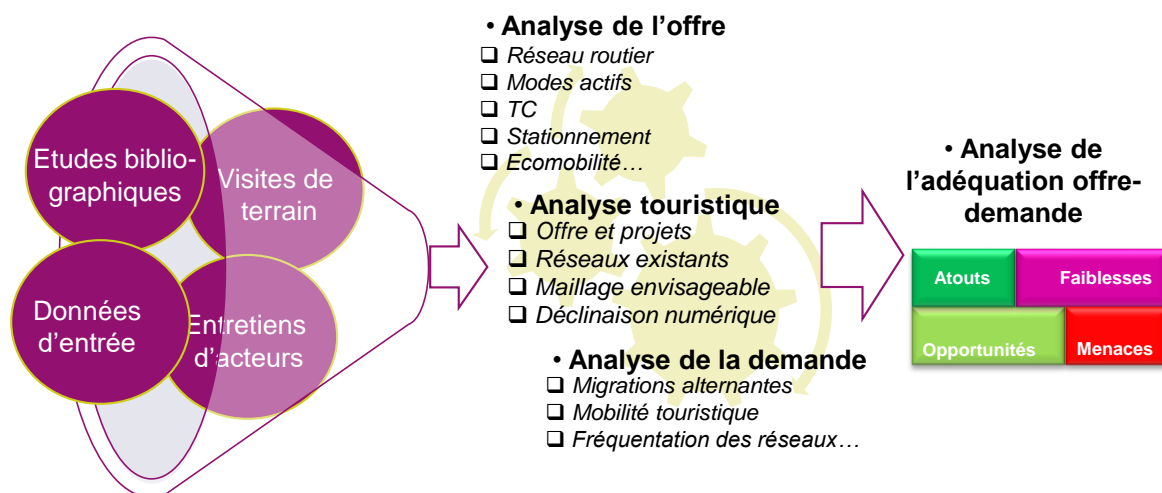 Etudes biblio-
graphiques
Visites de
terrain
Données
d'entrée
Entretiens
d'acteurs
• Analyse de l'offre
❑ Réseau routier
❑ Modes actifs
❑ TC
❑ Stationnement
❑ Ecomobilité…
• Analyse touristique
❑ Offre et projets
❑ Réseaux existants
❑ Maillage envisageable
❑ Déclinaison numérique
• Analyse de la demande
❑ Migrations alternantes
❑ Mobilité touristique
❑ Fréquentation des réseaux…
• Analyse de
l'adéquation offre-
demande
Atouts
Faiblesses
Opportunités
Menaces